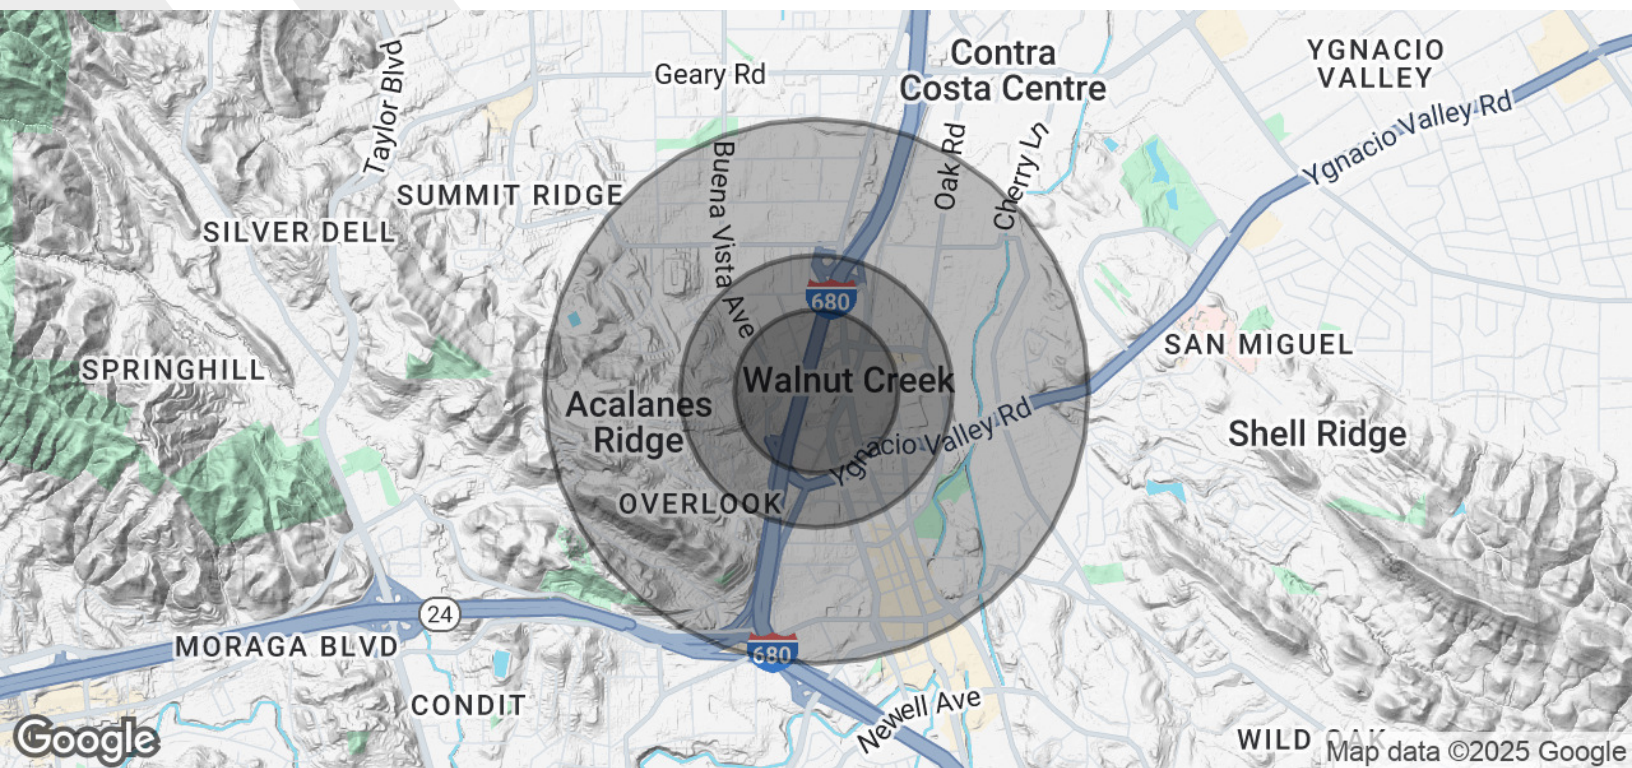 Contra
Costa Centre
YGNACIO
VALLEY
Geary Rd
Taylor Blvd
Ygnacio Valley Rd
Oak Rd
Cherry Ln
Buena Vista Ave
SUMMIT RIDGE
SILVER DELL
680
SAN MIGUEL
SPRINGHILL
Walnut Creek
Acalanes
Ridge
Ygnacio Valley Rd
Shell Ridge
OVERLOOK
24
MORAGA BLVD
680
CONDIT
Newell Ave
Google
WILD OAK
Map data ©2025 Google